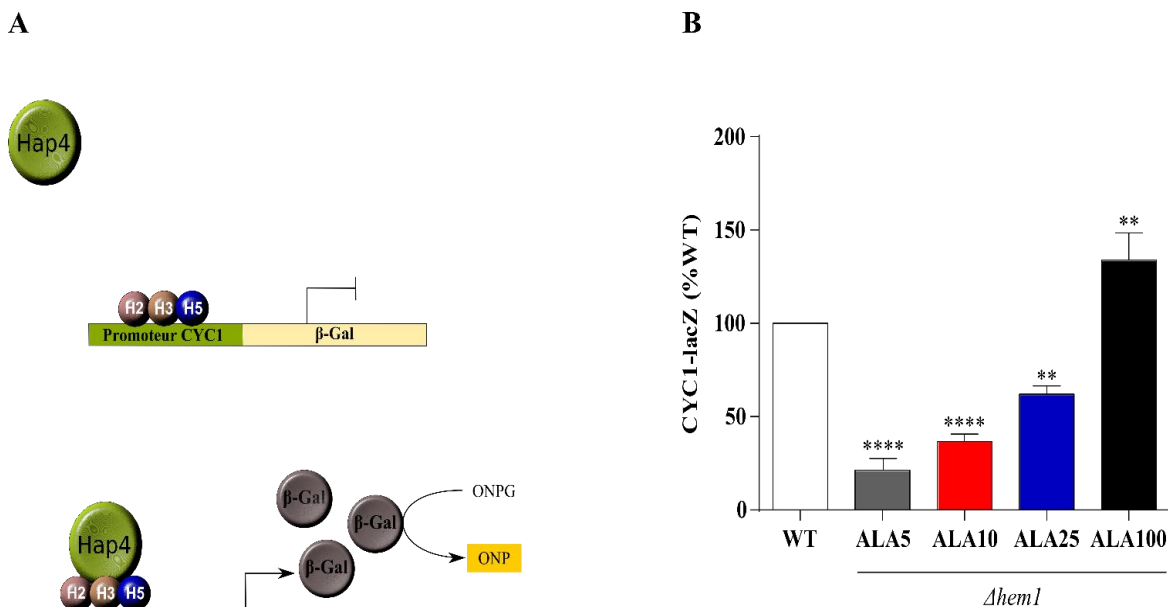 A
B
Hap4
H2 H3 H5
Promoteur CYC1 β-Gal
β-Gal
β-Gal
β-Gal
ONPG
ONP
Hap4
H2 H3 H5
CYC1-lacZ (%WT)
200
150
100
50
0
**
**
****
****
WT ALA5 ALA10 ALA25 ALA100
Δhem1